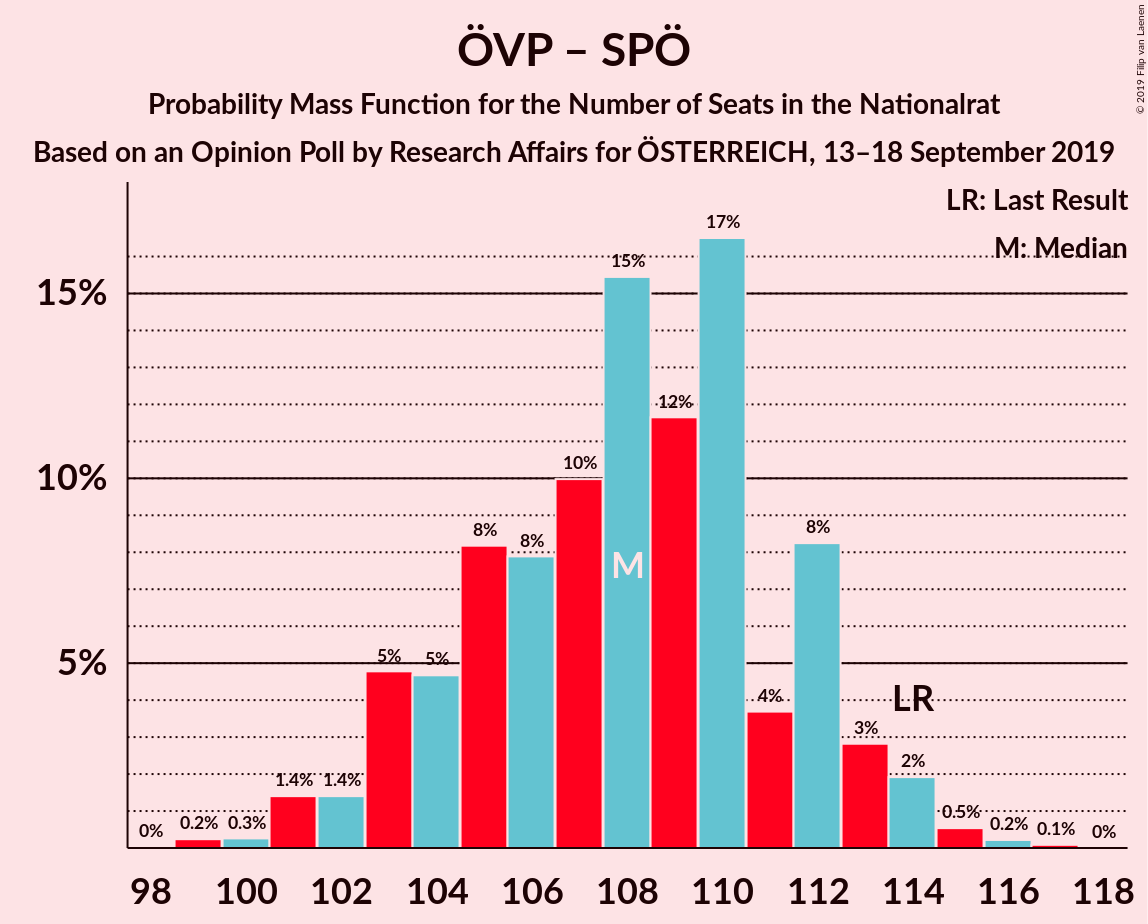 ÖVP – SPÖ
Probability Mass Function for the Number of Seats in the Nationalrat
Based on an Opinion Poll by Research Affairs for ÖSTERREICH, 13–18 September 2019
© 2019 Filip van Laenen
LR: Last Result
M: Median
15%
10%
5%
0%
0.2%
0.3%
1.4%
1.4%
5%
5%
8%
8%
10%
15%
12%
17%
4%
8%
3%
2%
0.5%
0.2%
0.1%
0%
M
LR
98 100 102 104 106 108 110 112 114 116 118